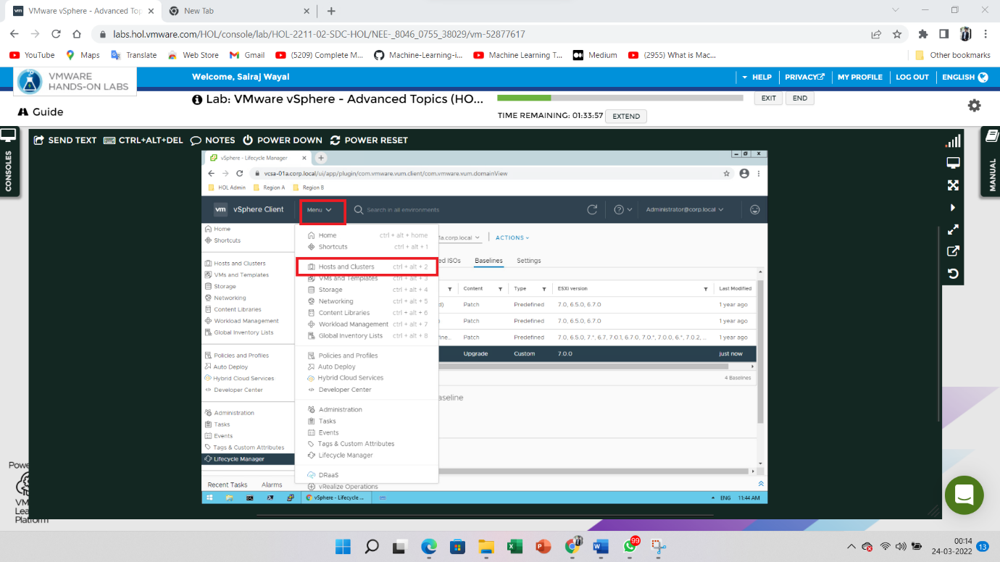 VMware vSphere - Advanced Top
New Tab
labs.hol.vmware.com/HOL/console/lab/HOL-2211-02-SDC-HOL/NEE-_8046_0755_38029/vm-52877617
YouTube Maps Translate Web Store Gmail (5209) Complete M... Machine-Learning-i... Machine Learning T... Medium (2955) What is Mac... Other bookmarks
VMWARE
HANDS-ON LABS
Welcome, Sairaj Wayal
HELP PRIVACY MY PROFILE LOG OUT ENGLISH
Lab: VMware vSphere - Advanced Topics (HO...
EXIT END
Guide
TIME REMAINING: 01:33:57 EXTEND
CONSOLES
SEND TEXT CTRL+ALT+DEL NOTES POWER DOWN POWER RESET
MANUAL
vSphere - Lifecycle Manager
vcsa-01a.corp.local/ui/app/plugin/com.vmware.vum.client/com.vmware.vum.domainView
HOL Admin Region A Region B
vm vSphere Client Menu Search in all environments Administrator@corp.local
Home
Shortcuts
Hosts and Clusters
VMs and Templates
Storage
Networking
Content Libraries
Workload Management
Global Inventory Lists
Policies and Profiles
Auto Deploy
Hybrid Cloud Services
Developer Center
Administration
Tasks
Events
Tags & Custom Attributes
Lifecycle Manager
Home ctrl + alt + home
Shortcuts ctrl + alt + 1
Hosts and Clusters ctrl + alt + 2
VMs and Templates ctrl + alt + 3
Storage ctrl + alt + 4
Networking ctrl + alt + 5
Content Libraries ctrl + alt + 6
Workload Management ctrl + alt + 7
Global Inventory Lists ctrl + alt + 8
Policies and Profiles
Auto Deploy
Hybrid Cloud Services
Developer Center
Administration
Tasks
Events
Tags & Custom Attributes
Lifecycle Manager
DRaaS
vRealize Operations
1a.corp.local ACTIONS
ed ISOs Baselines Settings
Content Type ESXi version Last Modified
d) Patch Predefined 7.0, 6.5.0, 6.7.0 1 year ago
) Patch Predefined 7.0, 6.5.0, 6.7.0 1 year ago
ine... Patch Predefined 7.0, 6.5.0, 7.*, 6.7, 7.0.1, 6.7.0, 7.0.*, 7.0.0, 6.*, 7.0.2, ... 1 year ago
Upgrade Custom 7.0.0 just now
4 Baselines
aseline
Recent Tasks Alarms
vSphere - Lifecycle ...
ENG 11:44 AM
Powe
VM
Lea
Platform
99
00:14
24-03-2022
13